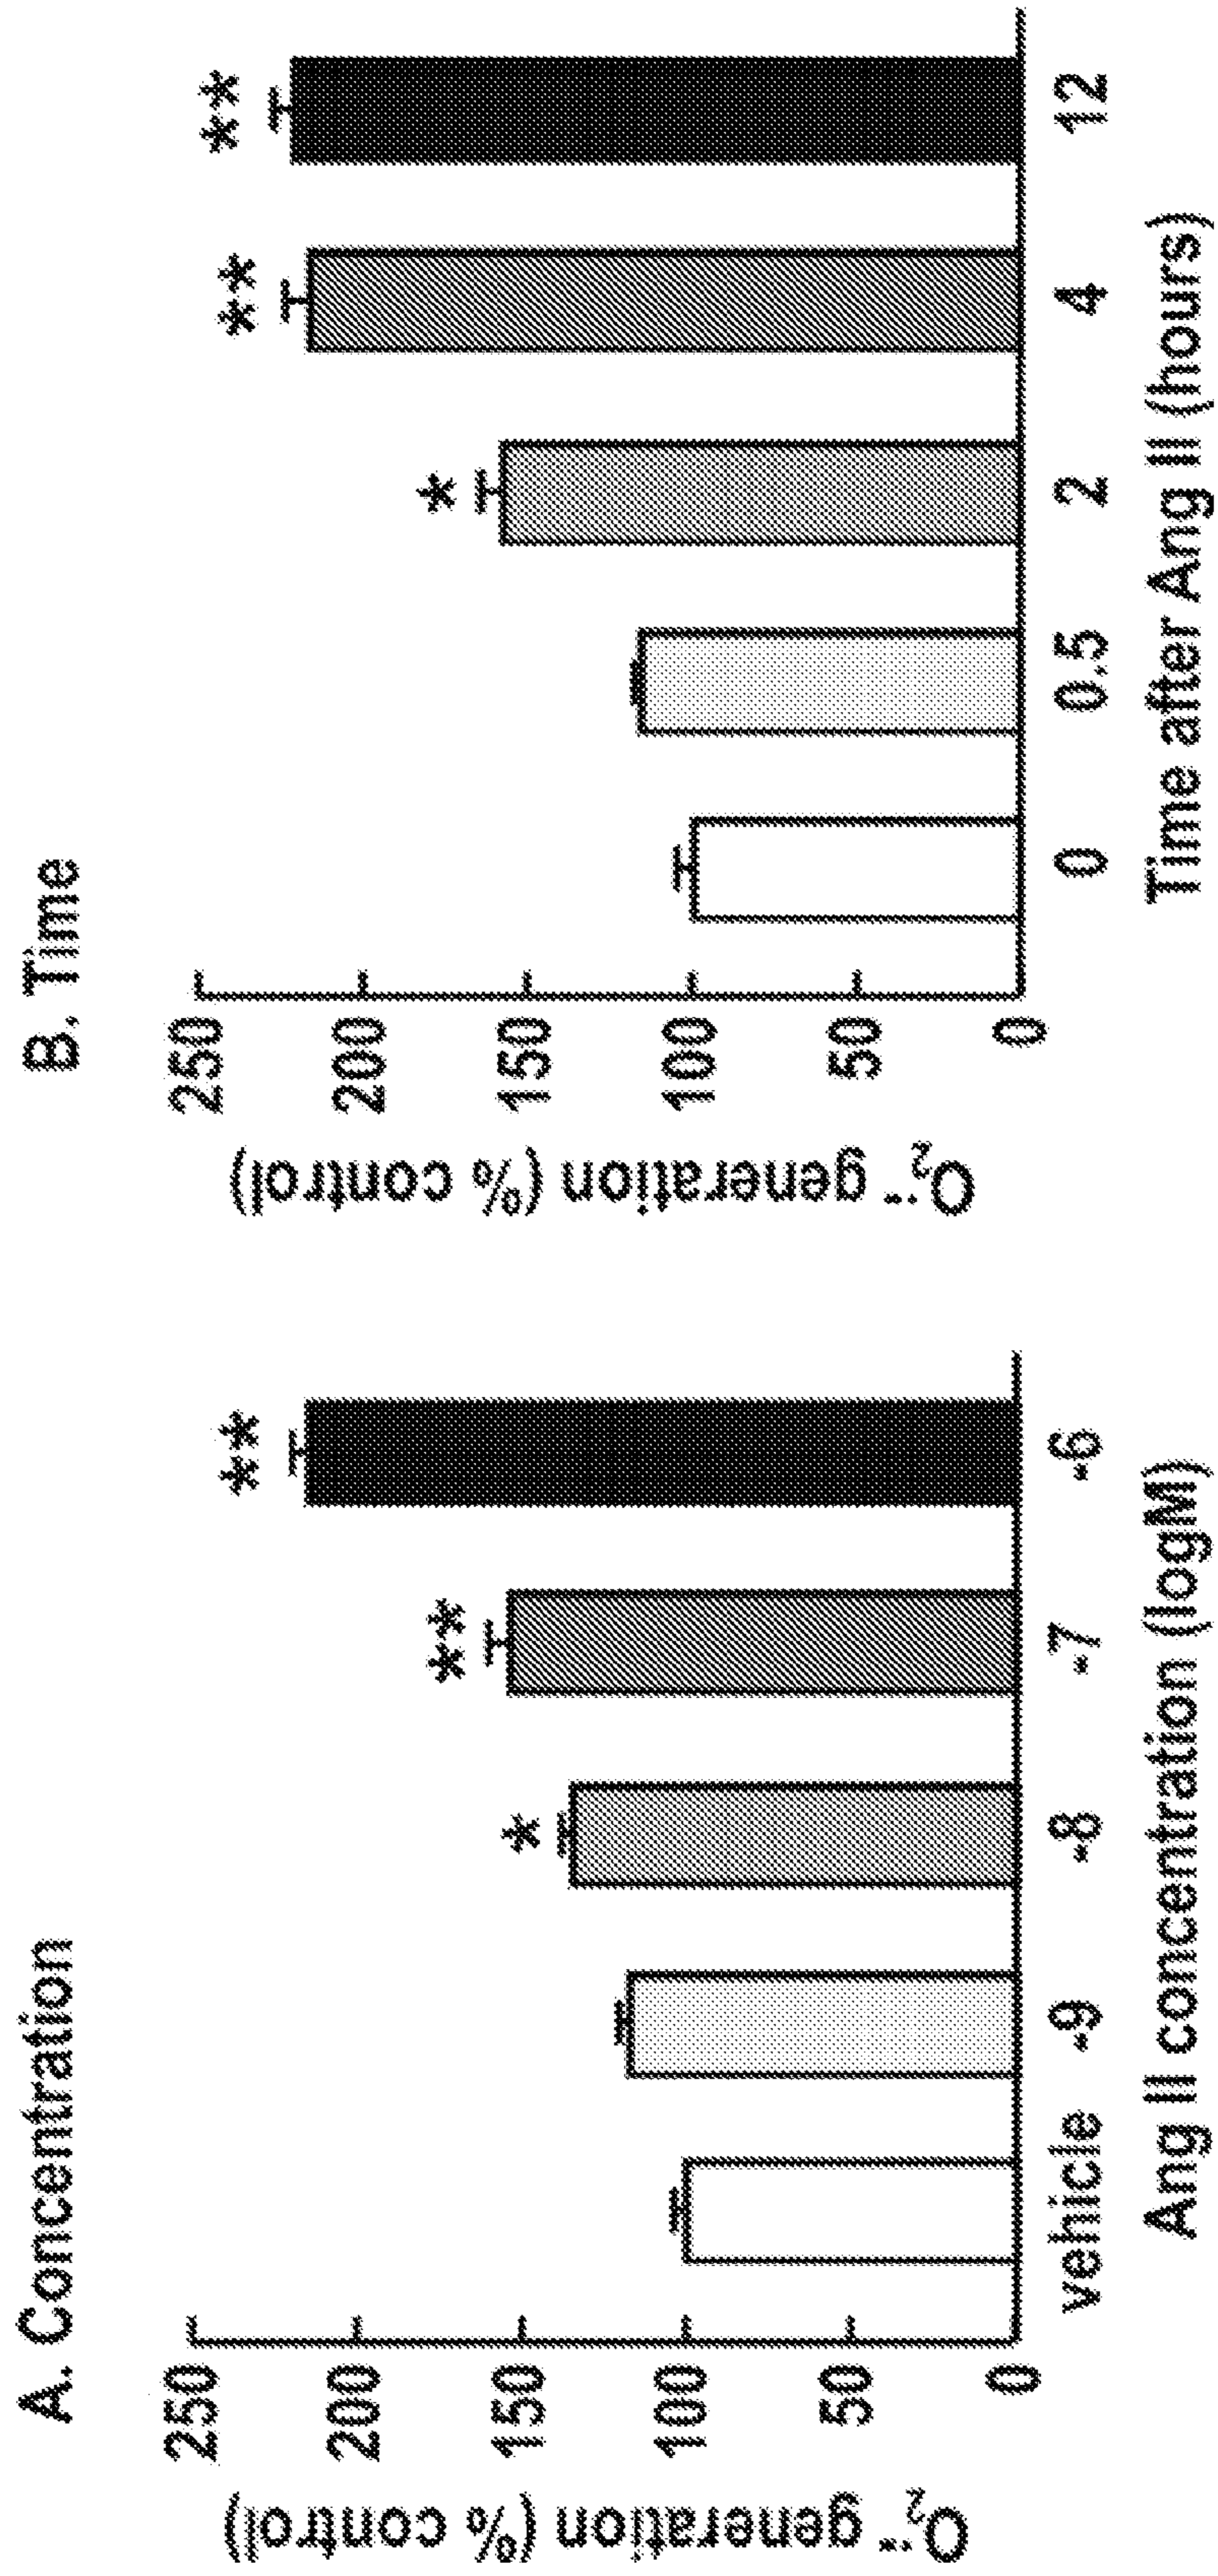 A. Concentration
O₂·⁻ generation (% control)
250
200
150
100
50
0
**
**
*
vehicle -9 -8 -7 -6
Ang II concentration (logM)
B. Time
O₂·⁻ generation (% control)
250
200
150
100
50
0
**
**
*
0 0.5 2 4 12
Time after Ang II (hours)